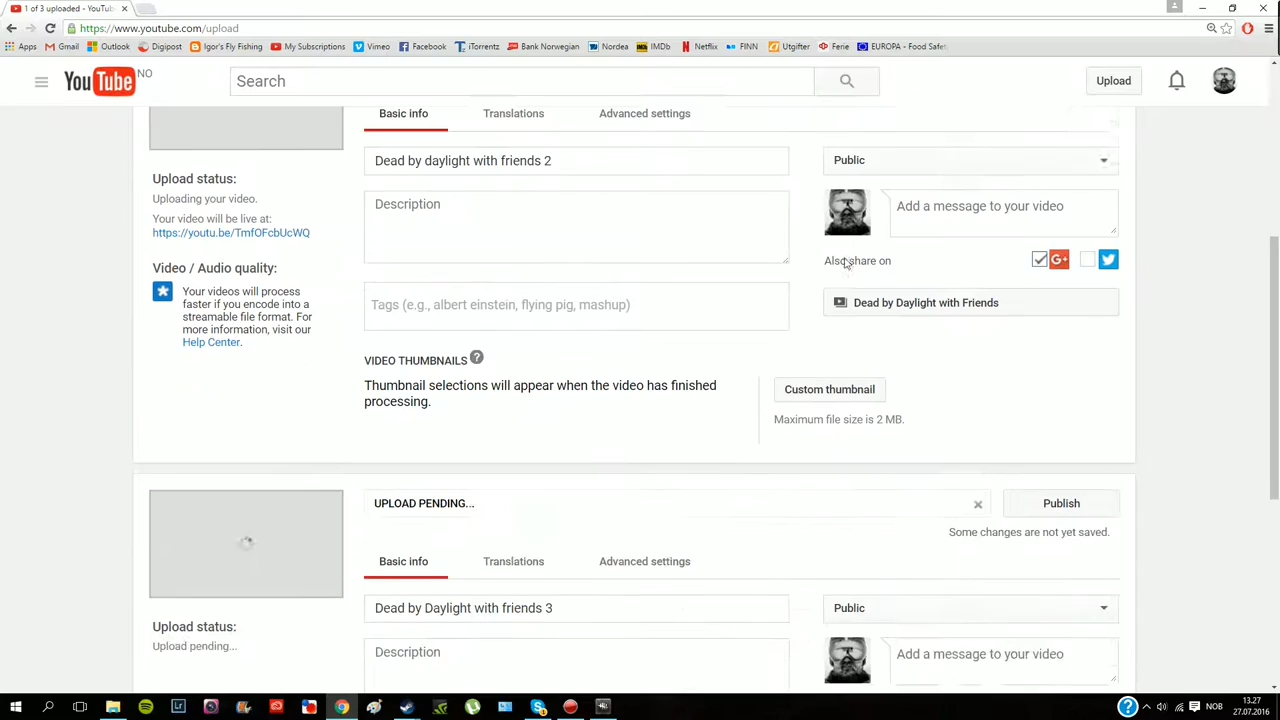 1 of 3 uploaded - YouTub
https://www.youtube.com/upload
Apps
Gmail
Outlook
Digipost
Igor's Fly Fishing
My Subscriptions
Vimeo
Facebook
iTorrentz
Bank Norwegian
Nordea
IMDb
Netflix
FINN
Utgifter
Ferie
EUROPA - Food Safet
YouTube NO
Search
Upload
Basic info
Translations
Advanced settings
Dead by daylight with friends 2
Public
Upload status:
Uploading your video.
Your video will be live at:
https://youtu.be/TmfOFcbUcWQ
Description
Add a message to your video
Also share on
G+
Video / Audio quality:
Your videos will process
faster if you encode into a
streamable file format. For
more information, visit our
Help Center.
Tags (e.g., albert einstein, flying pig, mashup)
Dead by Daylight with Friends
VIDEO THUMBNAILS ?
Thumbnail selections will appear when the video has finished
processing.
Custom thumbnail
Maximum file size is 2 MB.
UPLOAD PENDING...
Publish
Some changes are not yet saved.
Basic info
Translations
Advanced settings
Dead by Daylight with friends 3
Public
Upload status:
Upload pending...
Description
Add a message to your video
NOB
13.27
27.07.2016